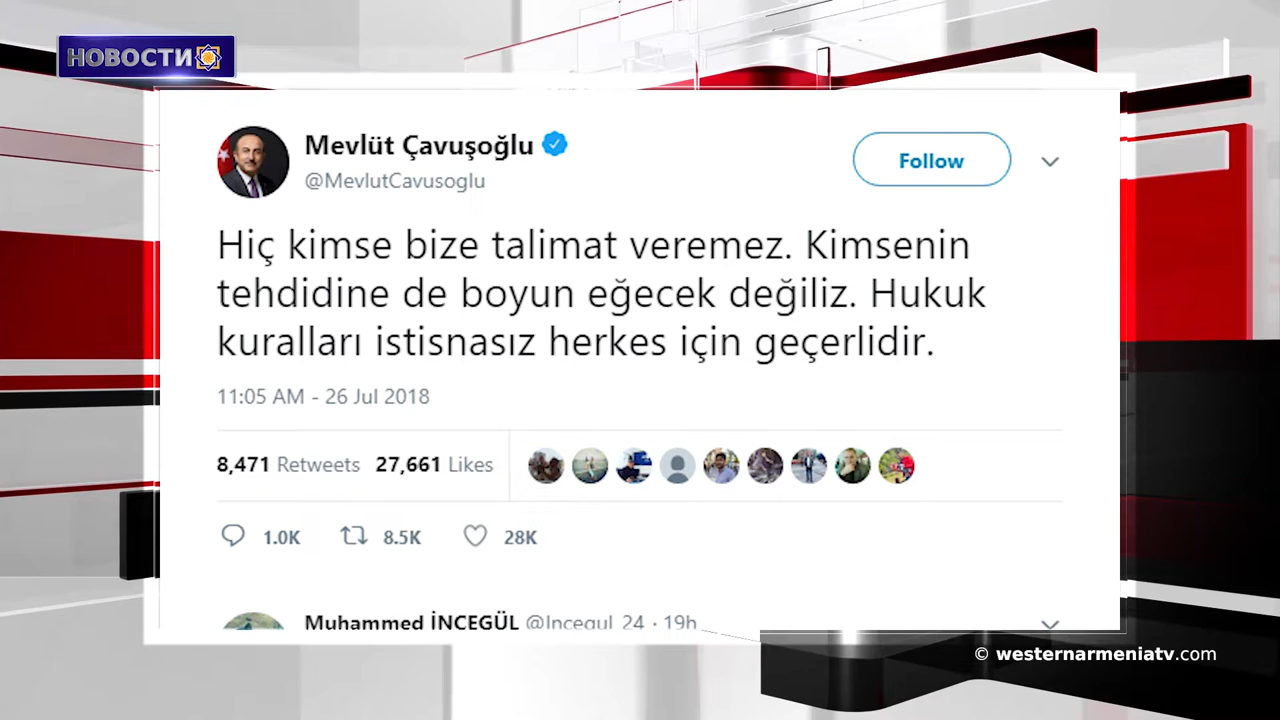 НОВОСТИ
Mevlüt Çavuşoğlu
@MevlutCavusoglu
Follow
Hiç kimse bize talimat veremez. Kimsenin
tehdidine de boyun eğecek değiliz. Hukuk
kuralları istisnasız herkes için geçerlidir.
11:05 AM - 26 Jul 2018
8,471 Retweets 27,661 Likes
1.0K 8.5K 28K
Muhammed İNCEGÜL @Incegul_24 · 19h
© westernarmeniatv.com